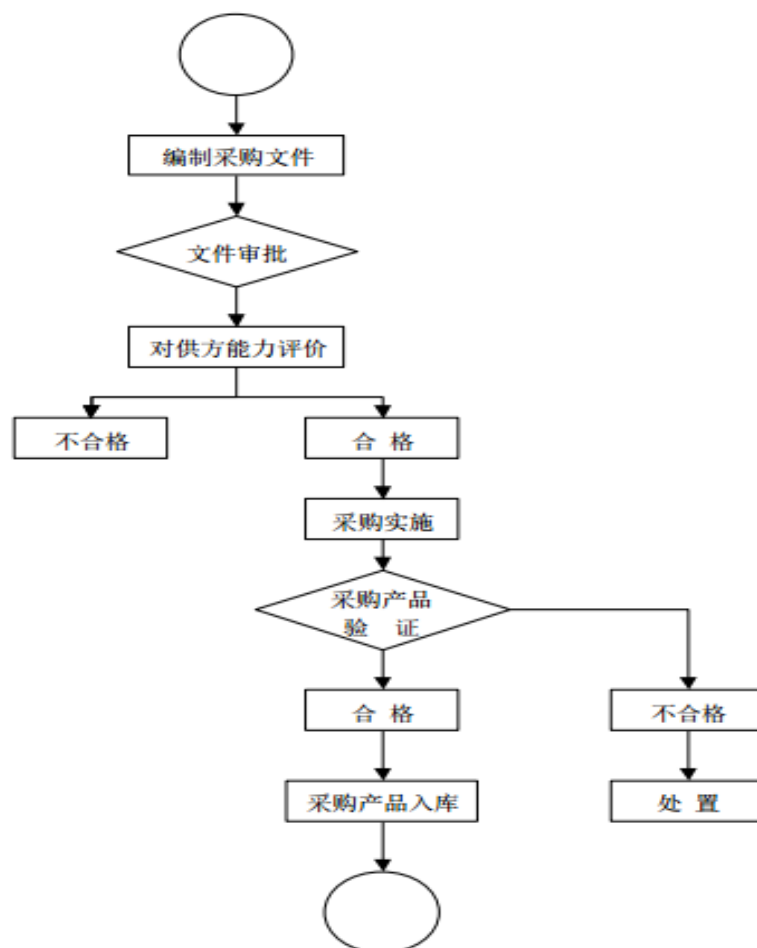 编制采购文件
文件审批
对供方能力评价
不合格
合 格
采购实施
采购产品
验 证
合 格
不合格
采购产品入库
处 置